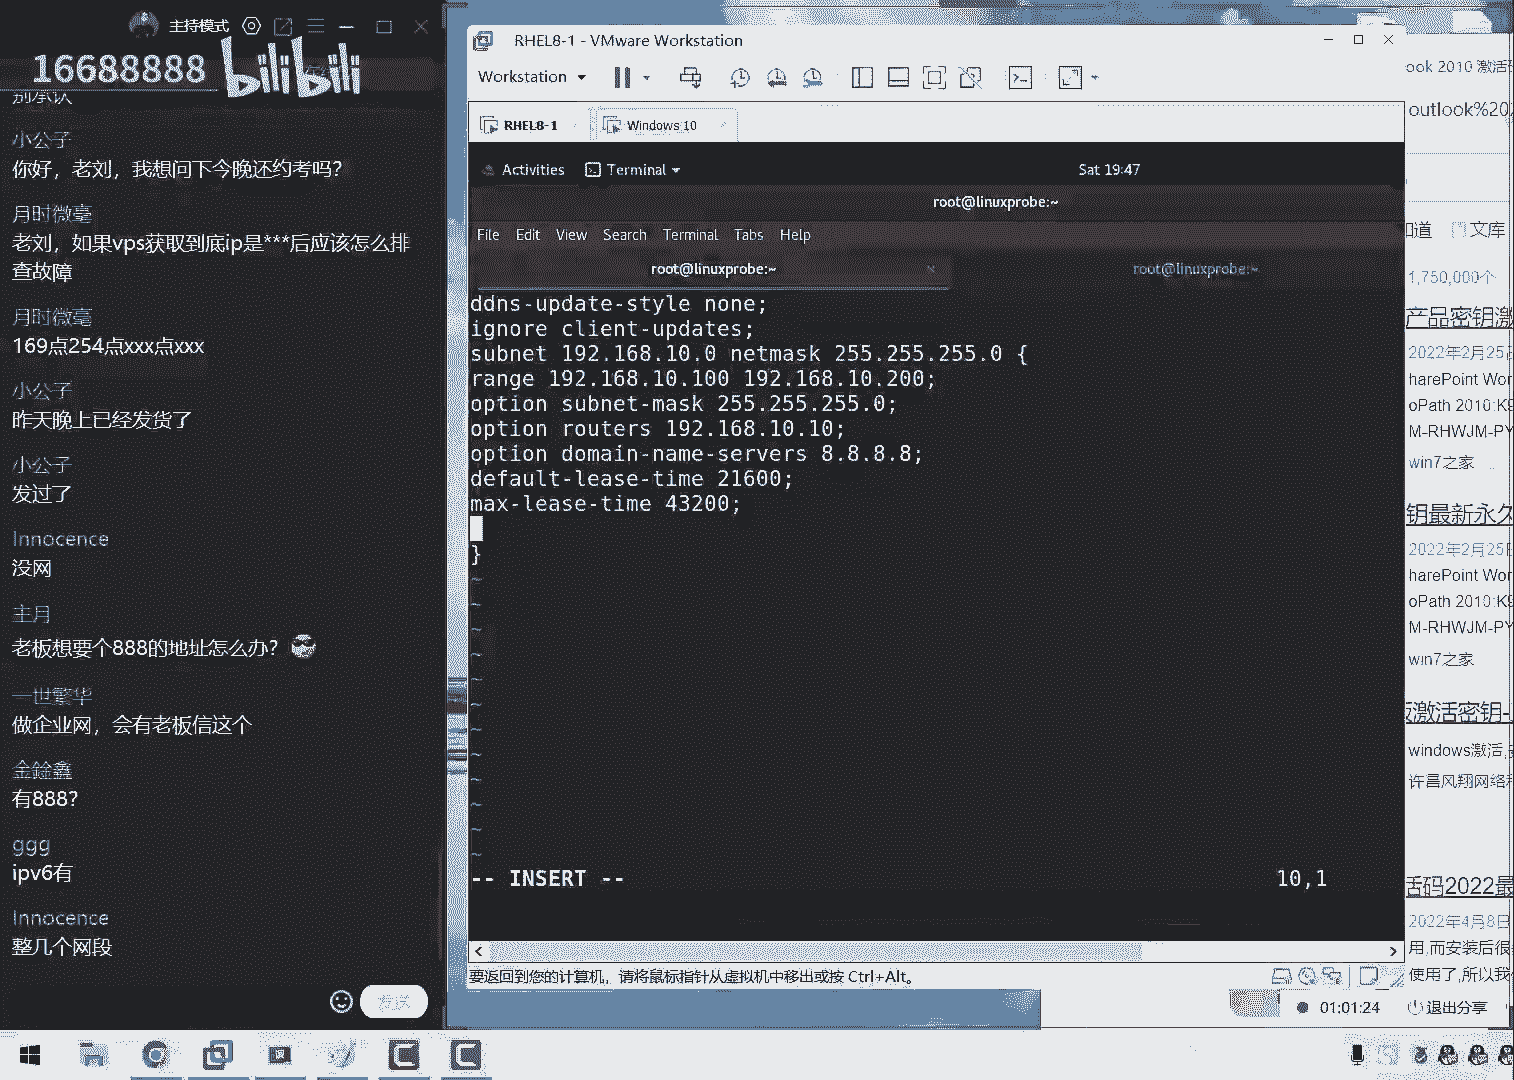 主持模式
16688888
bilibili
别承认
小公子
你好，老刘，我想问下今晚还约考吗？
月时微毫
老刘，如果vps获取到底ip是***后应该怎么排
查故障
月时微毫
169点254点xxx点xxx
小公子
昨天晚上已经发货了
小公子
发过了
Innocence
没网
主月
老板想要个888的地址怎么办？
一世繁华
做企业网，会有老板信这个
金鍂鑫
有888?
ggg
ipv6有
Innocence
整几个网段
发送
RHEL8-1 - VMware Workstation
Workstation
RHEL8-1
Windows 10
Activities
Terminal
Sat 19:47
root@linuxprobe:~
File Edit View Search Terminal Tabs Help
root@linuxprobe:~
root@linuxprobe:~
ddns-update-style none;
ignore client-updates;
subnet 192.168.10.0 netmask 255.255.255.0 {
range 192.168.10.100 192.168.10.200;
option subnet-mask 255.255.255.0;
option routers 192.168.10.10;
option domain-name-servers 8.8.8.8;
default-lease-time 21600;
max-lease-time 43200;
}
~
~
~
~
~
~
~
~
~
~
~
~
-- INSERT --
10,1
要返回到您的计算机，请将鼠标指针从虚拟机中移出或按 Ctrl+Alt。
ook 2010 激活
outlook%20
知道 文库
1,750,000个
产品密钥激
2022年2月25
harePoint Wor
oPath 2010:K9
M-RHWJM-PY
win7之家
钥最新永久
2022年2月25日
harePoint Wor
oPath 2010:K9
M-RHWJM-PY
win7之家
激活密钥-
windows激活,
许昌风翔网络科
活码2022最
2022年4月8日
用,而安装后很
使用了,所以我
01:01:24
退出分享